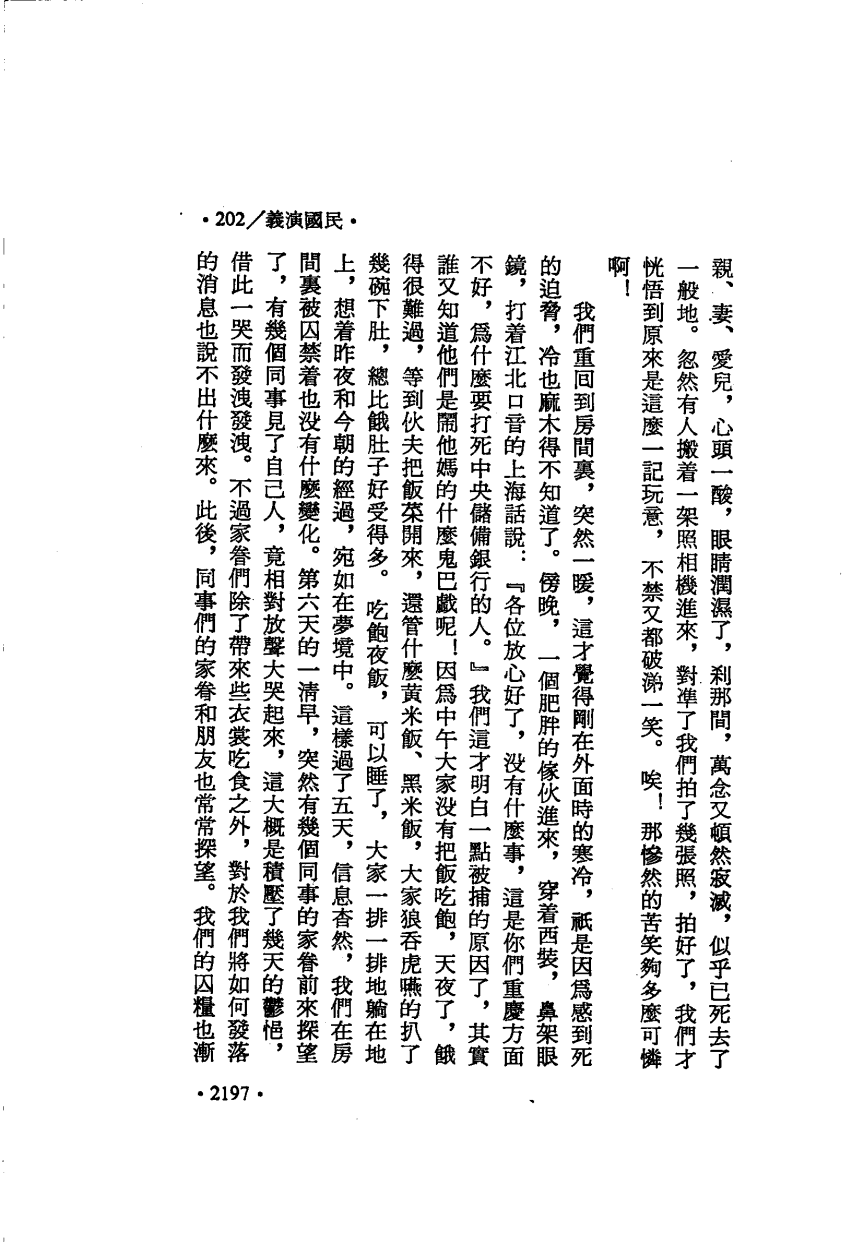 •202/義演國民•
親、妻、愛兒，心頭一酸，眼睛潤濕了，刹那間，萬念又頓然寂滅，似乎已死去了
一般地。忽然有人搬着一架照相機進來，對準了我們拍了幾張照，拍好了，我們才
恍悟到原來是這麼一記玩意，不禁又都破涕一笑。唉！那慘然的苦笑夠多麼可憐
啊！
我們重回到房間裏，突然一暖，這才覺得剛在外面時的寒冷，祇是因爲感到死
的迫脅，冷也麻木得不知道了。傍晚，一個肥胖的傢伙進來，穿着西裝，鼻架眼
鏡，打着江北口音的上海話說：『各位放心好了，沒有什麼事，這是你們重慶方面
不好，爲什麼要打死中央儲備銀行的人。』我們這才明白一點被捕的原因了，其實
誰又知道他們是鬧他媽的什麼鬼巴戲呢！因爲中午大家沒有把飯吃飽，天夜了，餓
得很難過，等到伙夫把飯菜開來，還管什麼黃米飯、黑米飯，大家狼吞虎嚥的扒了
幾碗下肚，總比餓肚子好受得多。吃飽夜飯，可以睡了，大家一排一排地躺在地
上，想着昨夜和今朝的經過，宛如在夢境中。這樣過了五天，信息杳然，我們在房
間裏被囚禁着也沒有什麼變化。第六天的一清早，突然有幾個同事的家眷前來探望
了，有幾個同事見了自己人，竟相對放聲大哭起來，這大概是積壓了幾天的鬱悒，
借此一哭而發洩發洩。不過家眷們除了帶來些衣裳吃食之外，對於我們將如何發落
的消息也說不出什麼來。此後，同事們的家眷和朋友也常常探望。我們的囚糧也漸
•2197•